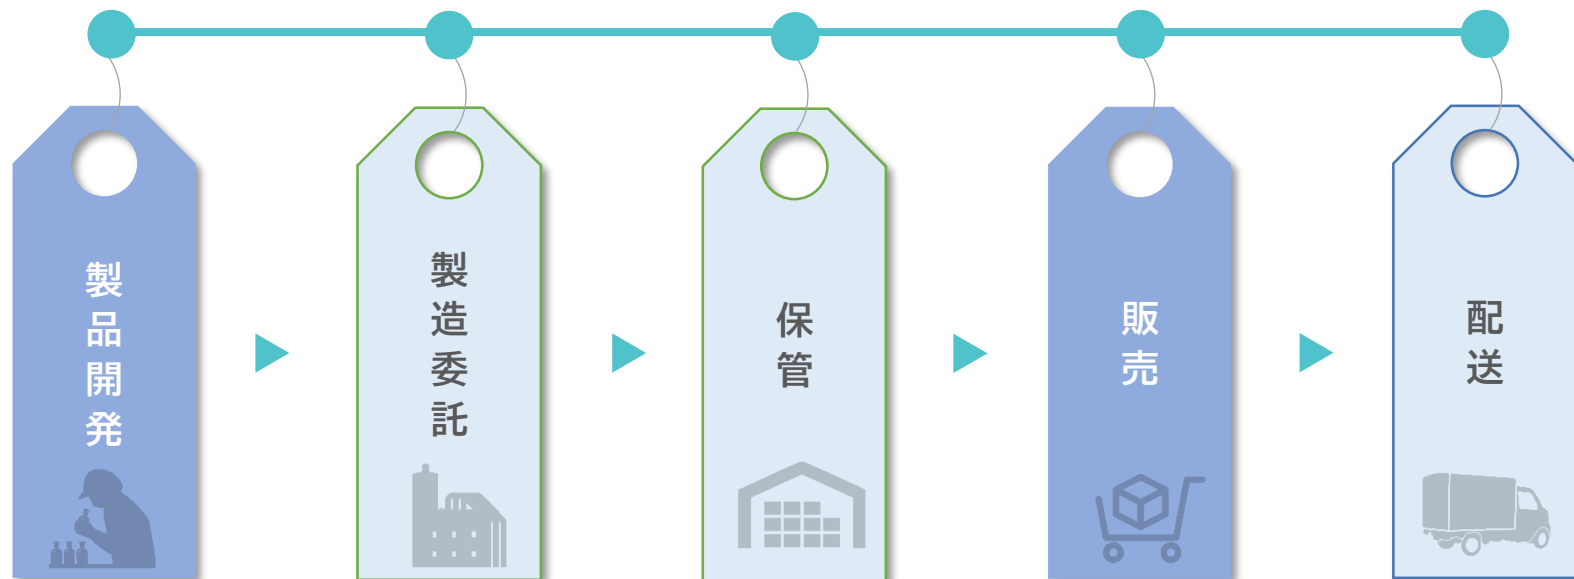 製品開発
製造委託
保管
販売
配送